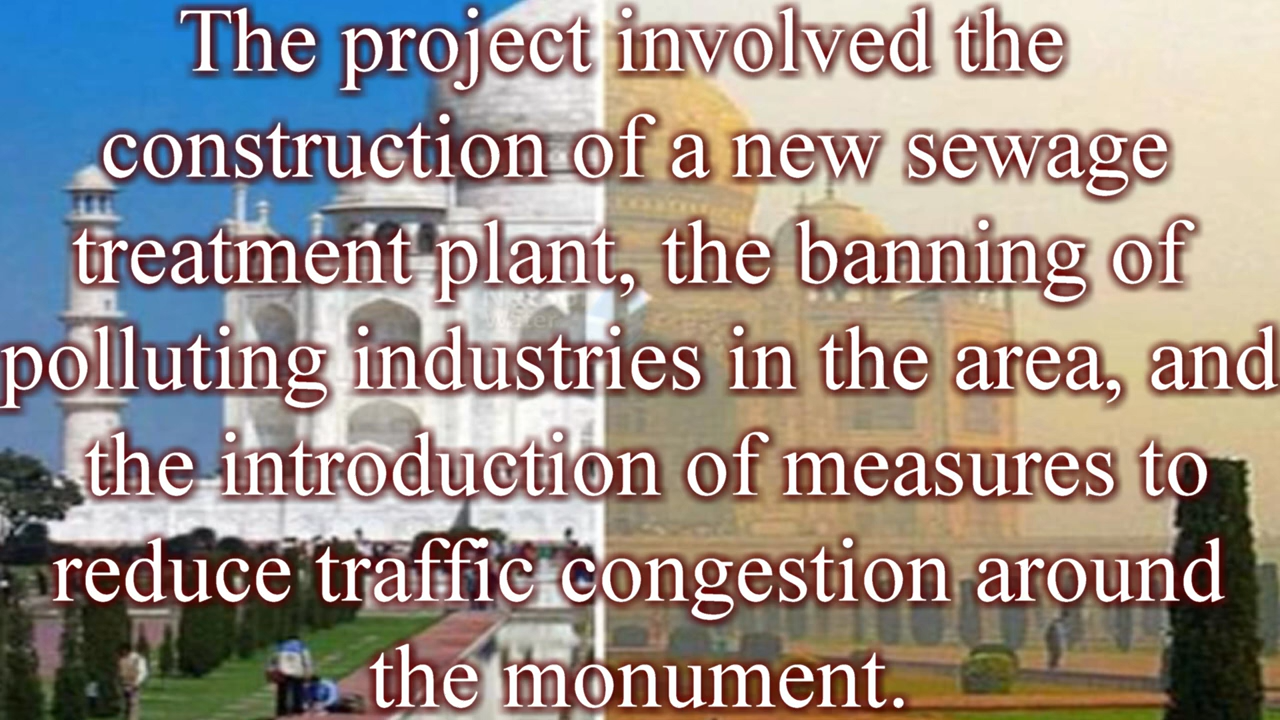 The project involved the
construction of a new sewage
treatment plant, the banning of
polluting industries in the area, and
the introduction of measures to
reduce traffic congestion around
the monument.